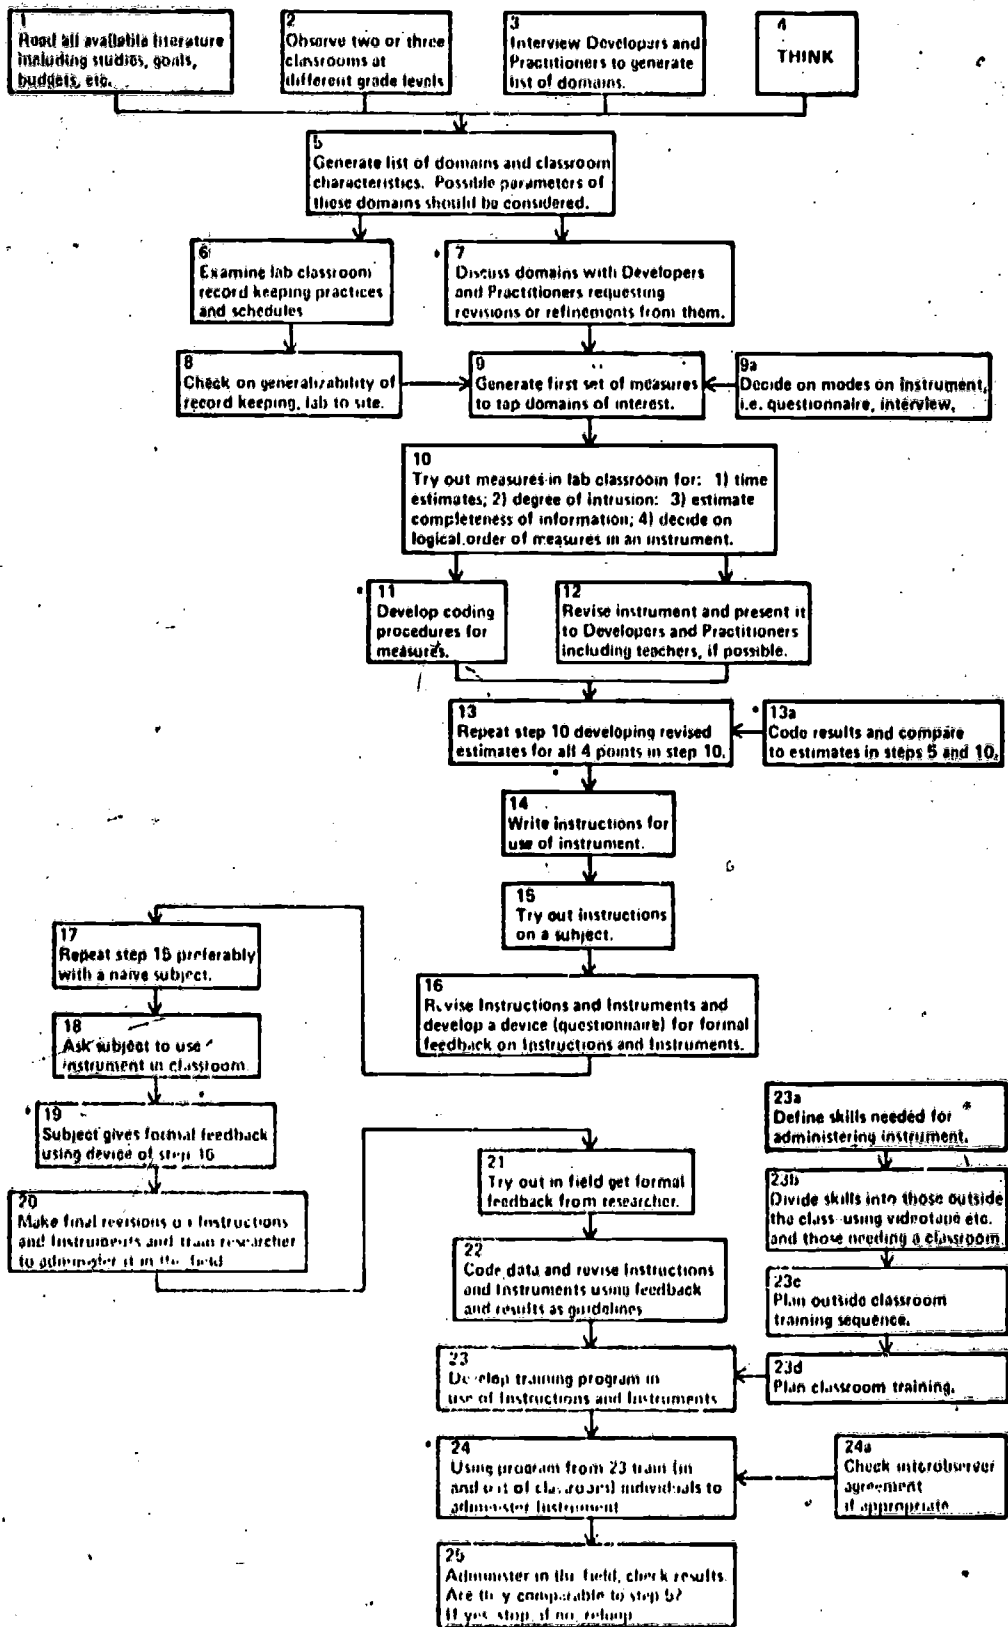 1
Read all available literature
including studies, goals,
budgets, etc.
2
Observe two or three
classrooms at
different grade levels
3
Interview Developers and
Practitioners to generate
list of domains.
4
THINK
5
Generate list of domains and classroom
characteristics. Possible parameters of
these domains should be considered.
6
Examine lab classroom
record keeping practices
and schedules
7
Discuss domains with Developers
and Practitioners requesting
revisions or refinements from them.
8
Check on generalizability of
record keeping, lab to site.
9
Generate first set of measures
to tap domains of interest.
9a
Decide on modes on instrument,
i.e. questionnaire, interview,
10
Try out measures in lab classroom for: 1) time
estimates; 2) degree of intrusion: 3) estimate
completeness of information; 4) decide on
logical order of measures in an instrument.
11
Develop coding
procedures for
measures.
12
Revise instrument and present it
to Developers and Practitioners
including teachers, if possible.
13
Repeat step 10 developing revised
estimates for all 4 points in step 10.
13a
Code results and compare
to estimates in steps 5 and 10.
14
Write instructions for
use of instrument.
15
Try out instructions
on a subject.
16
Revise Instructions and Instruments and
develop a device (questionnaire) for formal
feedback on Instructions and Instruments.
17
Repeat step 15 preferably
with a naive subject.
18
Ask subject to use
instrument in classroom.
19
Subject gives formal feedback
using device of step 16
20
Make final revisions on Instructions
and Instruments and train researcher
to administer it in the field
21
Try out in field get formal
feedback from researcher.
22
Code data and revise Instructions
and Instruments using feedback
and results as guidelines
23
Develop training program in
use of Instructions and Instruments
23a
Define skills needed for
administering instrument.
23b
Divide skills into those outside
the class using videotape etc.
and those needing a classroom.
23c
Plan outside classroom
training sequence.
23d
Plan classroom training.
24
Using program from 23 train (in
and out of classroom) individuals to
administer Instrument
24a
Check interobserver
agreement
if appropriate
25
Administer in the field, check results.
Are they comparable to step 5?
If yes, stop, if no, reloop